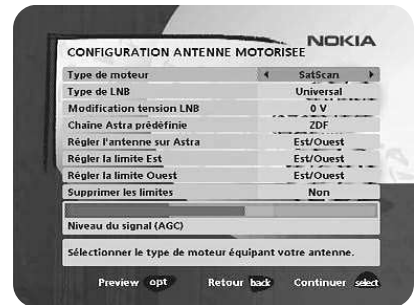 NOKIA
CONFIGURATION ANTENNE MOTORISEE
Type de moteur SatScan
Type de LNB Universal
Modification tension LNB 0 V
Chaîne Astra prédéfinie ZDF
Régler l'antenne sur Astra Est/Ouest
Régler la limite Est Est/Ouest
Régler la limite Ouest Est/Ouest
Supprimer les limites Non
Niveau du signal (AGC)
Sélectionner le type de moteur équipant votre antenne.
Preview opt Retour back Continuer select